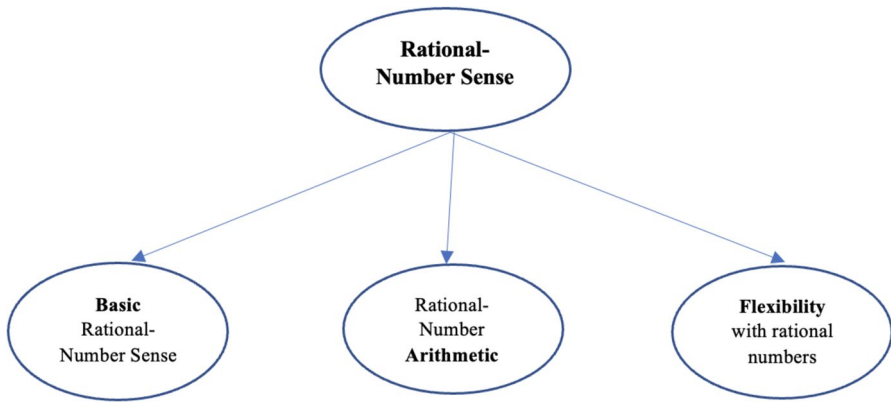 Rational-
Number Sense
Basic
Rational-
Number Sense
Rational-
Number
Arithmetic
Flexibility
with rational
numbers